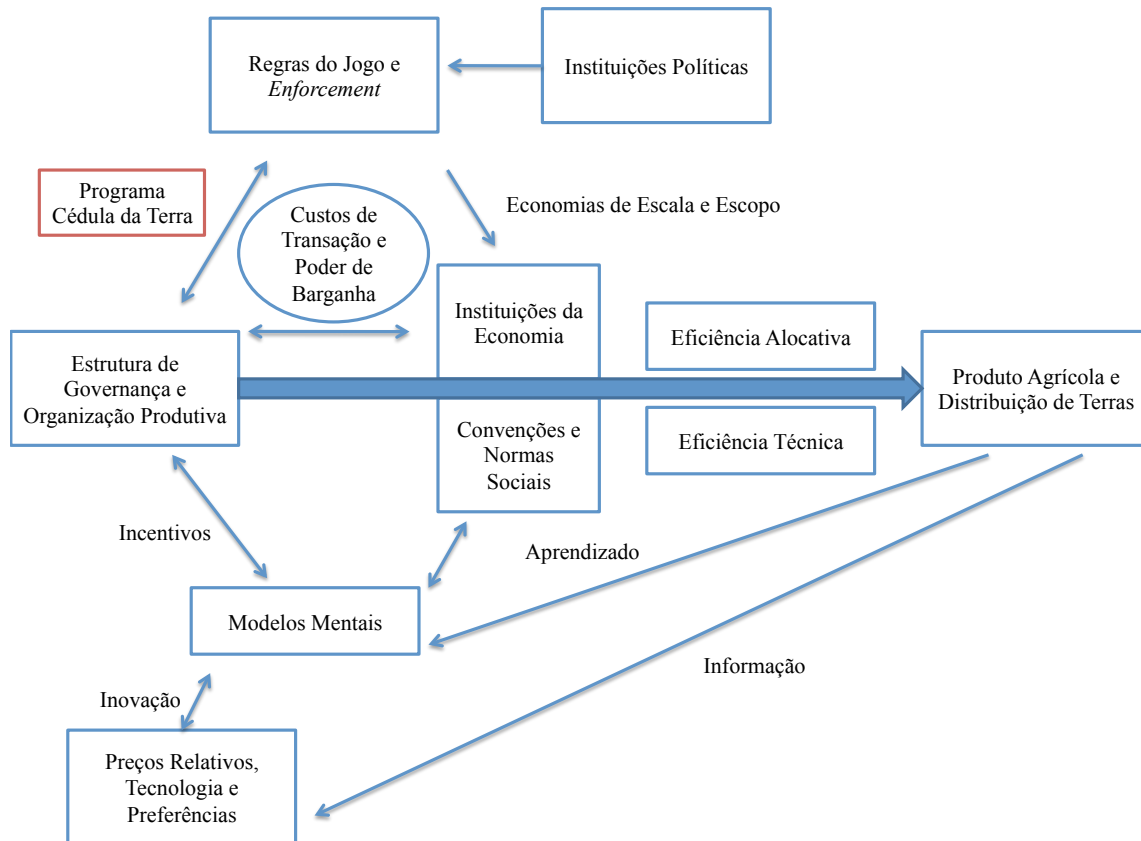 Regras do Jogo e
Enforcement
Instituições Políticas
Programa
Cédula da Terra
Custos de
Transação e
Poder de
Barganha
Economias de Escala e Escopo
Instituições da
Economia
Eficiência Alocativa
Estrutura de
Governança e
Organização Produtiva
Produto Agrícola e
Distribuição de Terras
Convenções e
Normas
Sociais
Eficiência Técnica
Incentivos
Aprendizado
Modelos Mentais
Informação
Inovação
Preços Relativos,
Tecnologia e
Preferências